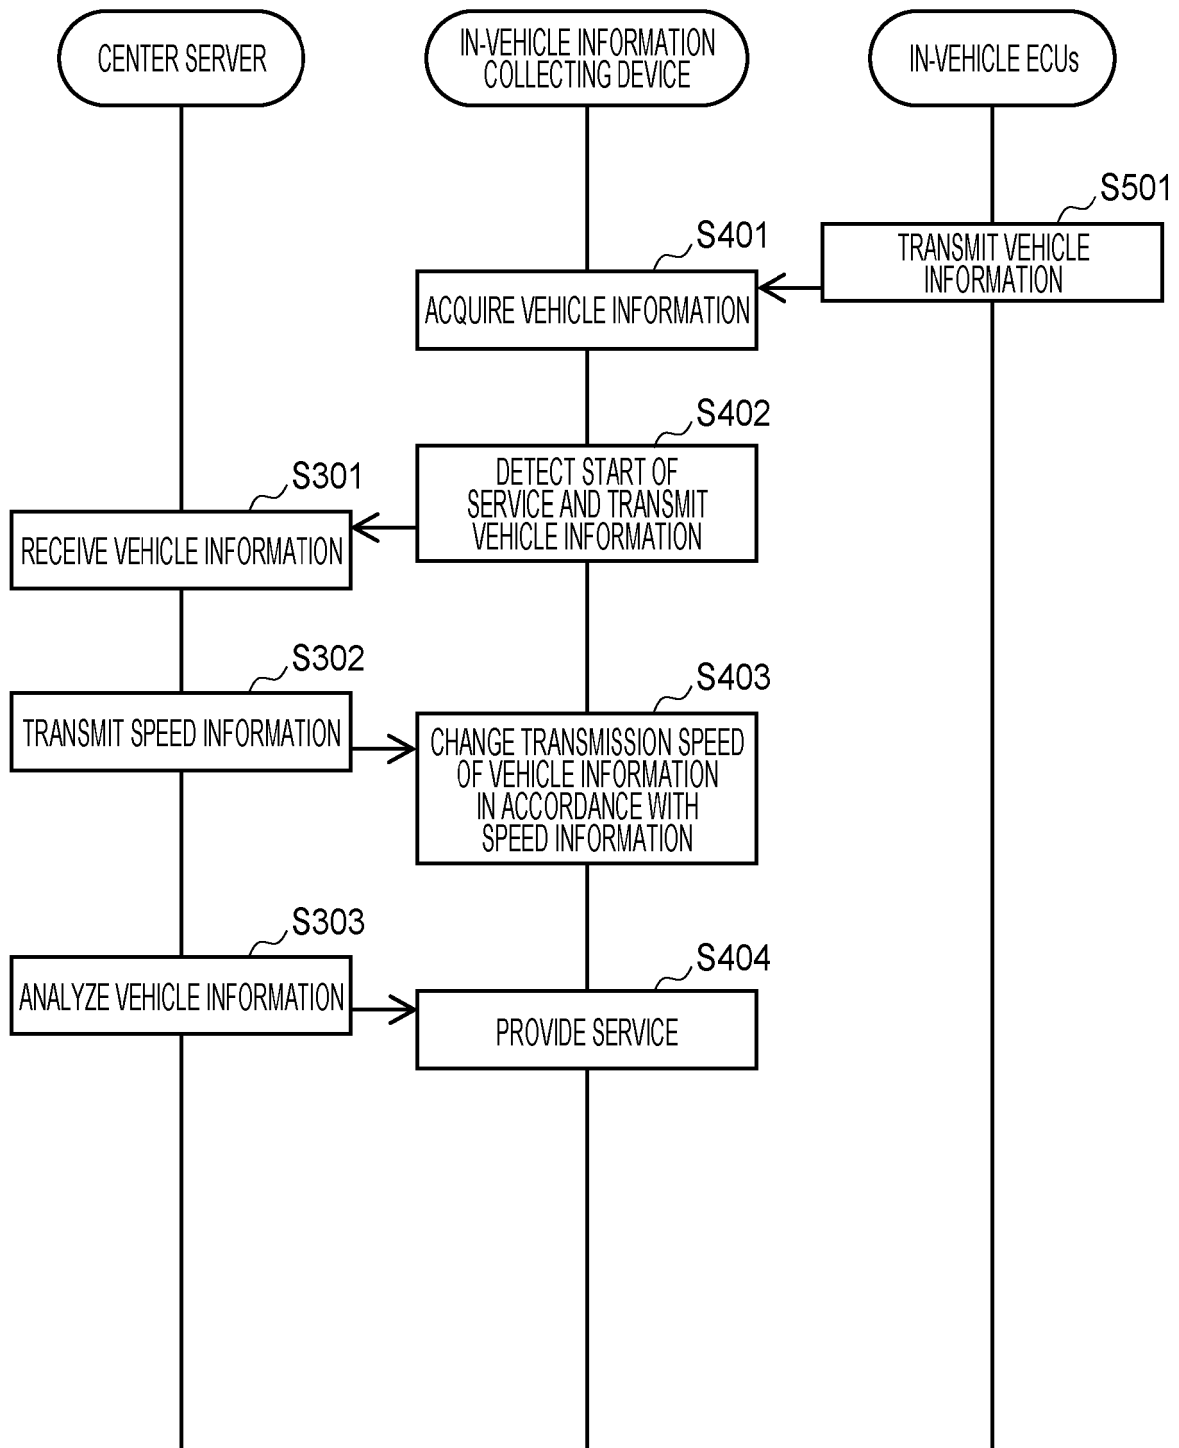 CENTER SERVER
IN-VEHICLE INFORMATION
COLLECTING DEVICE
IN-VEHICLE ECUs
S501
TRANSMIT VEHICLE
INFORMATION
S401
ACQUIRE VEHICLE INFORMATION
S402
DETECT START OF
SERVICE AND TRANSMIT
VEHICLE INFORMATION
S301
RECEIVE VEHICLE INFORMATION
S302
TRANSMIT SPEED INFORMATION
S403
CHANGE TRANSMISSION SPEED
OF VEHICLE INFORMATION
IN ACCORDANCE WITH
SPEED INFORMATION
S303
ANALYZE VEHICLE INFORMATION
S404
PROVIDE SERVICE